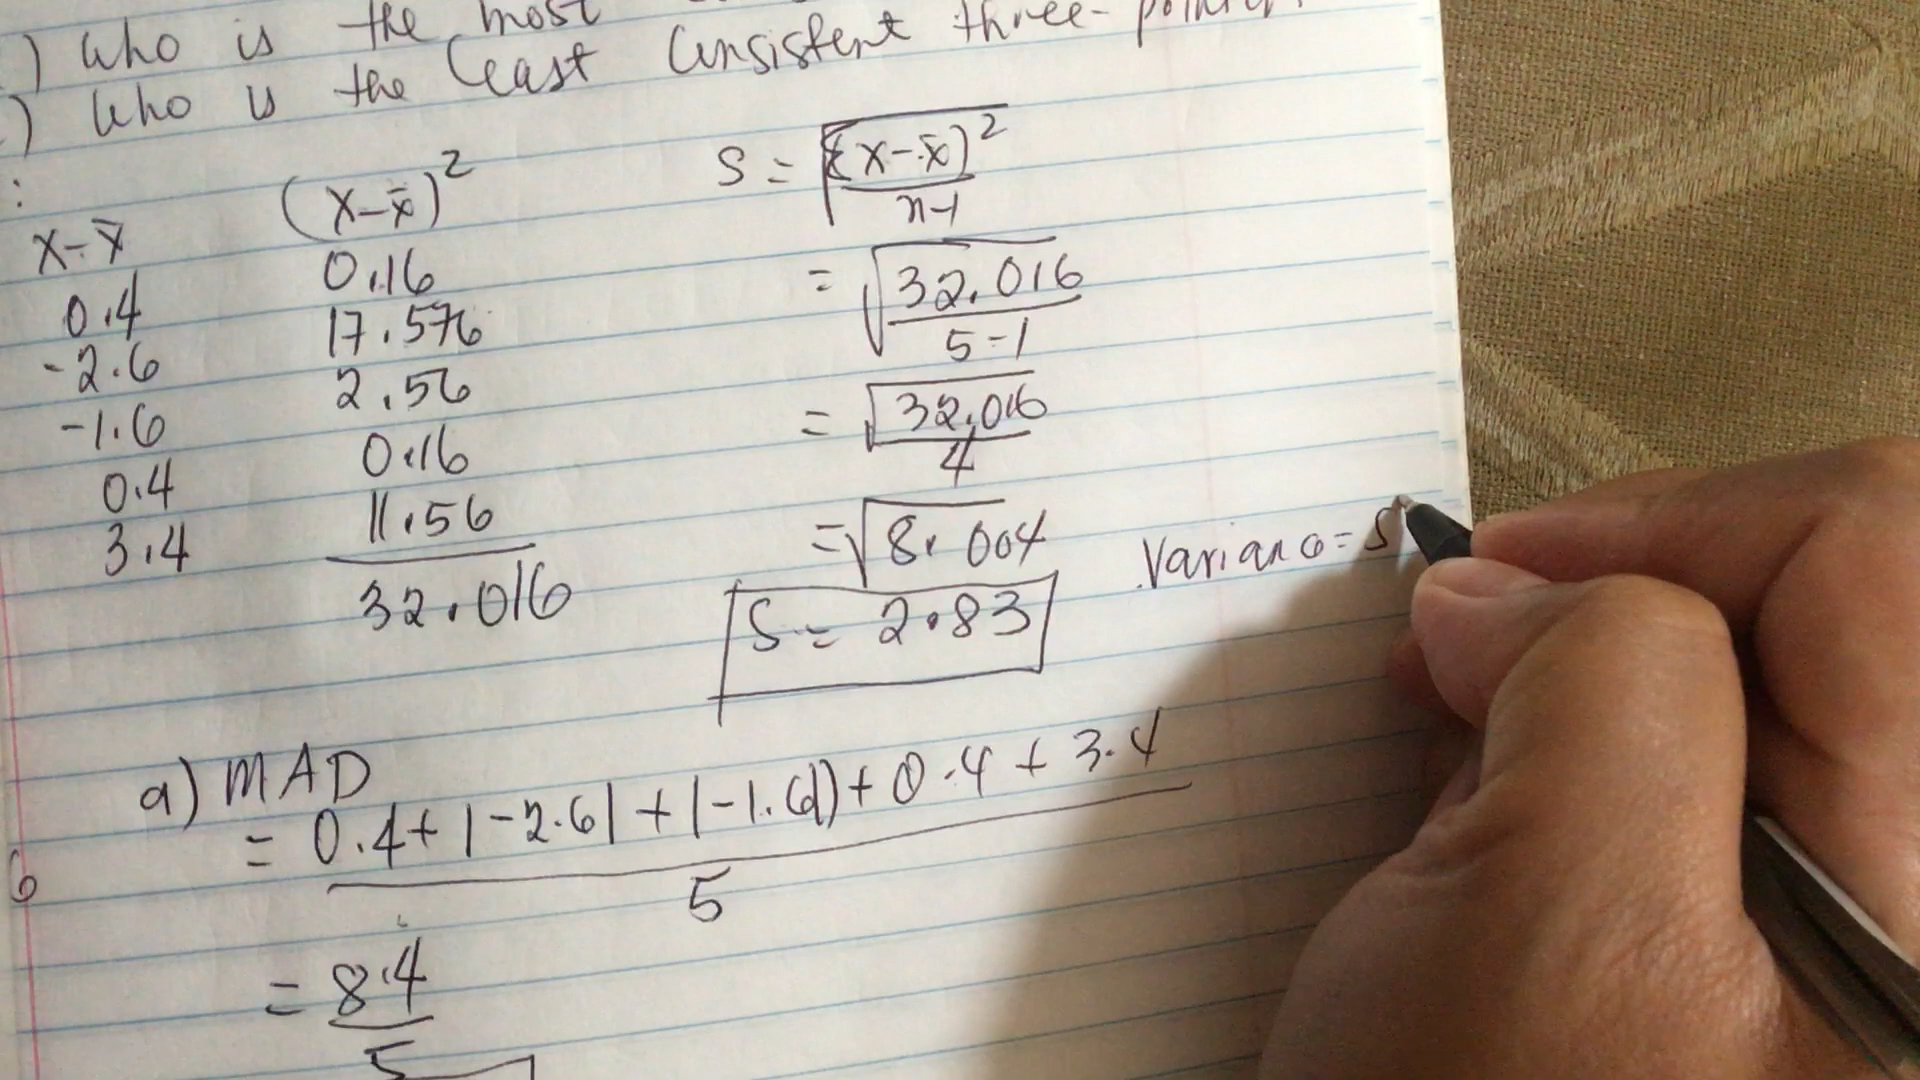 ) Who is the most
) Who is the least consistent three-pointer
:
x-x̄
0.4
-2.6
-1.6
0.4
3.4
(x-x̄)²
0.16
17.576
2.56
0.16
11.56
32.016
S = √(Σ(x-x̄)²/n-1)
= √(32.016/5-1)
= √(32.016/4)
= √8.004
S = 2.83
Variance = S
a) MAD
= 0.4 + |-2.6| + |-1.6|) + 0.4 + 3.4
5
= 8.4
5
6